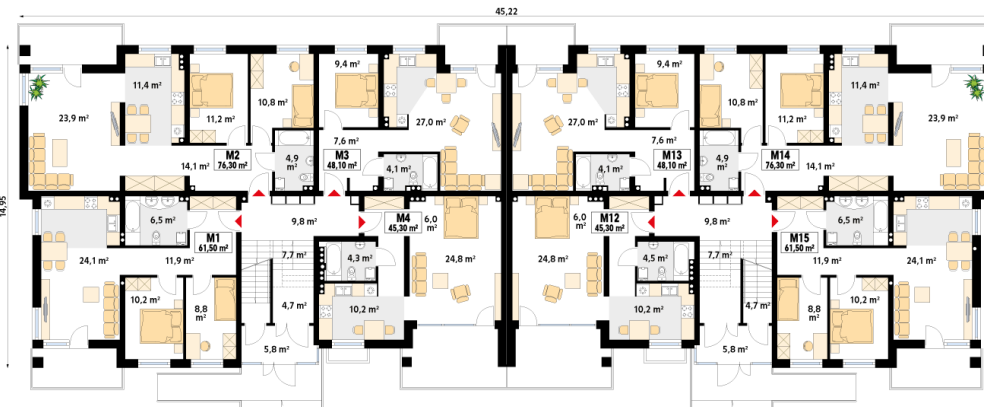 45,22
14,95
9,4 m²
9,4 m²
11,4 m²
10,8 m²
10,8 m²
11,4 m²
11,2 m²
11,2 m²
23,9 m²
27,0 m²
27,0 m²
23,9 m²
7,6 m²
7,6 m²
14,1 m²
M2
76,30 m²
4,9
m²
M3
48,10 m²
4,1 m²
4,1 m²
M13
48,10 m²
4,9
m²
M14
76,30 m²
14,1 m²
6,5 m²
M1
61,50 m²
9,8 m²
M4
45,30 m²
6,0
m²
6,0
m²
M12
45,30 m²
9,8 m²
M15
61,50 m²
6,5 m²
24,1 m²
11,9 m²
7,7 m²
4,3 m²
24,8 m²
24,8 m²
4,5 m²
7,7 m²
11,9 m²
24,1 m²
10,2 m²
8,8
m²
4,7 m²
10,2 m²
10,2 m²
4,7 m²
8,8
m²
10,2 m²
5,8 m²
5,8 m²